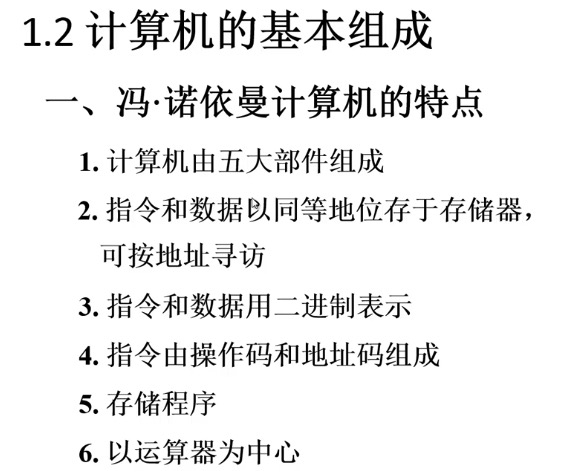 1.2 计算机的基本组成
一、冯·诺依曼计算机的特点
1. 计算机由五大部件组成
2. 指令和数据以同等地位存于存储器，
可按地址寻访
3. 指令和数据用二进制表示
4. 指令由操作码和地址码组成
5. 存储程序
6. 以运算器为中心